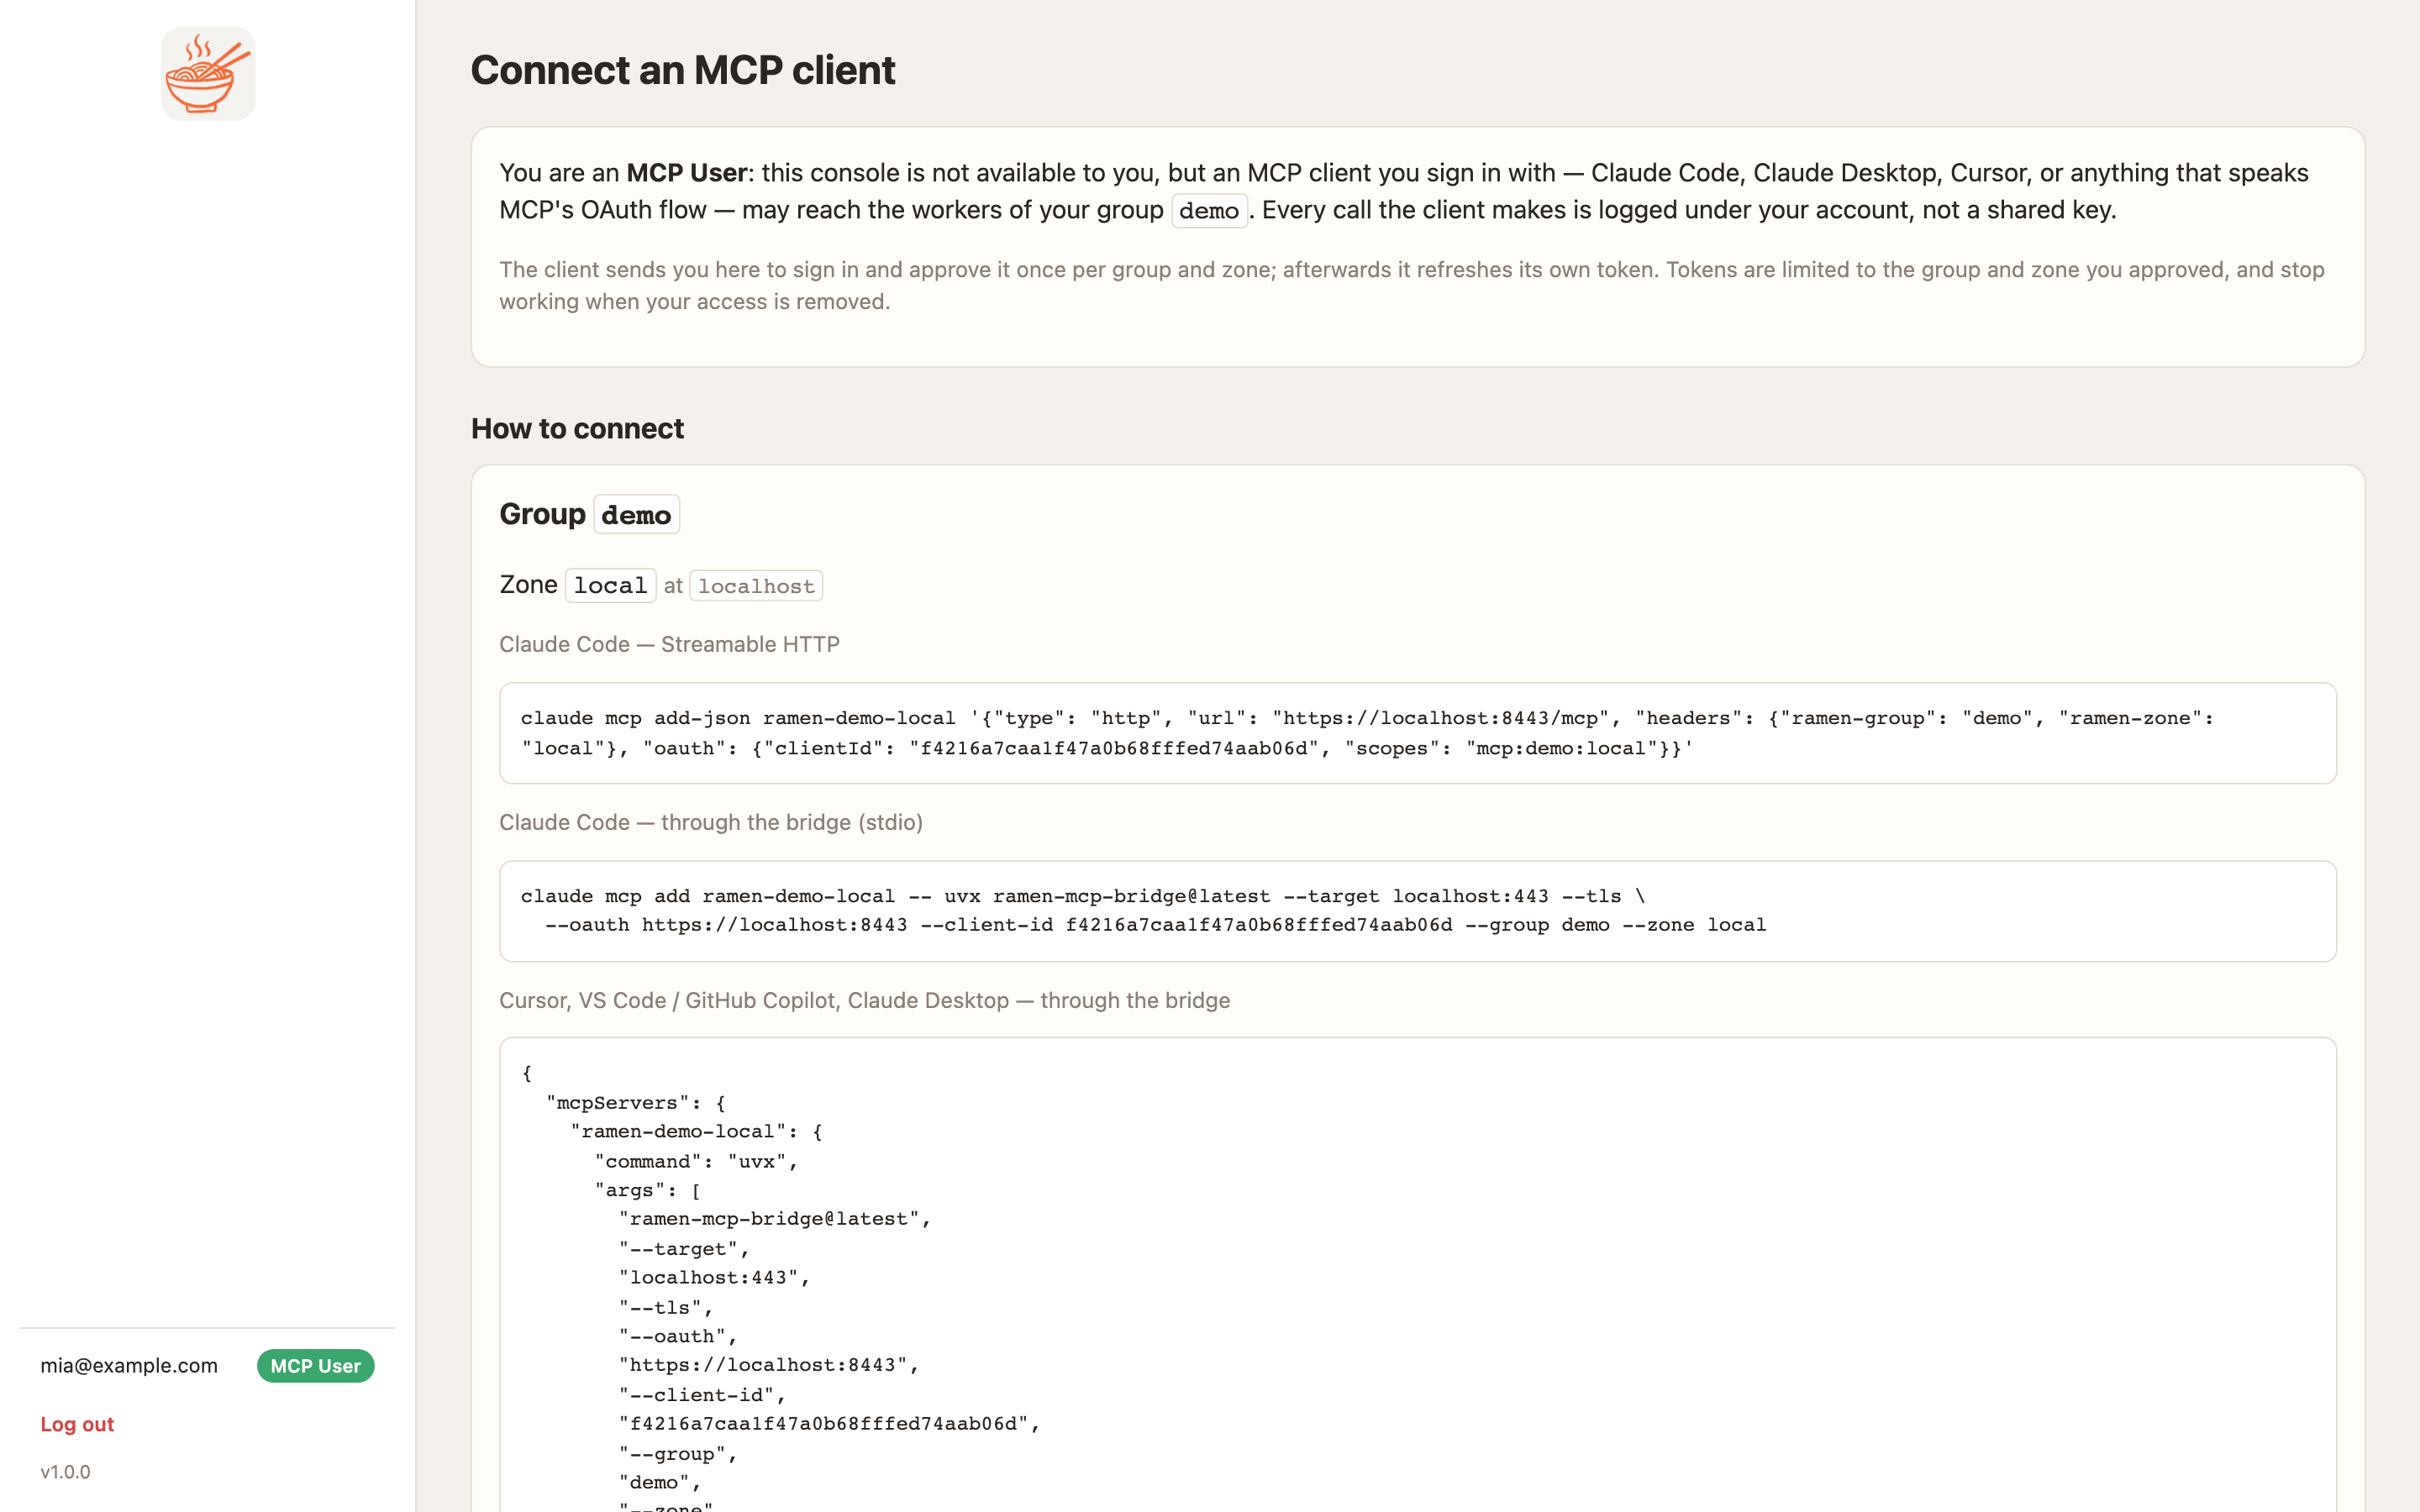 Connect an MCP client
You are an MCP User: this console is not available to you, but an MCP client you sign in with — Claude Code, Claude Desktop, Cursor, or anything that speaks
MCP's OAuth flow — may reach the workers of your group demo. Every call the client makes is logged under your account, not a shared key.
The client sends you here to sign in and approve it once per group and zone; afterwards it refreshes its own token. Tokens are limited to the group and zone you approved, and stop
working when your access is removed.
How to connect
Group demo
Zone local at localhost
Claude Code — Streamable HTTP
claude mcp add-json ramen-demo-local '{"type": "http", "url": "https://localhost:8443/mcp", "headers": {"ramen-group": "demo", "ramen-zone":
"local"}, "oauth": {"clientId": "f4216a7caa1f47a0b68fffed74aab06d", "scopes": "mcp:demo:local"}}'
Claude Code — through the bridge (stdio)
claude mcp add ramen-demo-local -- uvx ramen-mcp-bridge@latest --target localhost:443 --tls \
--oauth https://localhost:8443 --client-id f4216a7caa1f47a0b68fffed74aab06d --group demo --zone local
Cursor, VS Code / GitHub Copilot, Claude Desktop — through the bridge
{
"mcpServers": {
"ramen-demo-local": {
"command": "uvx",
"args": [
"ramen-mcp-bridge@latest",
"--target",
"localhost:443",
"--tls",
"--oauth",
"https://localhost:8443",
"--client-id",
"f4216a7caa1f47a0b68fffed74aab06d",
"--group",
"demo",
"--zone"
mia@example.com MCP User
Log out
v1.0.0